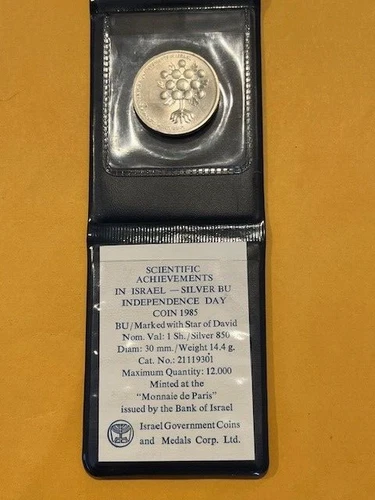 SCIENTIFIC
ACHIEVEMENTS
IN ISRAEL — SILVER BU
INDEPENDENCE DAY
COIN 1985
BU/Marked with Star of David
Nom. Val: 1 Sh./Silver 850
Diam: 30 mm./Weight 14.4 g.
Cat. No.: 21119301
Maximum Quantity: 12.000
Minted at the
"Monnaie de Paris"
issued by the Bank of Israel
Israel Government Coins
and Medals Corp. Ltd.